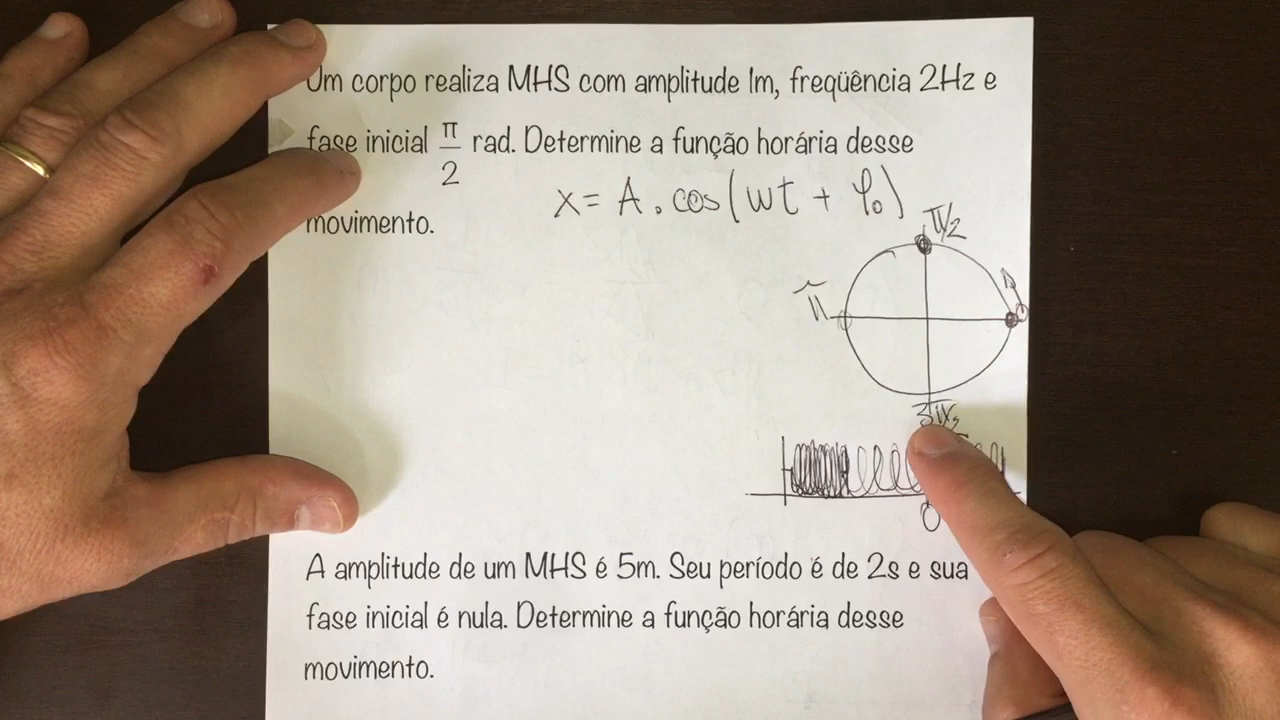 Um corpo realiza MHS com amplitude 1m, freqüência 2Hz e
fase inicial π/2 rad. Determine a função horária desse
movimento.
x = A . cos(wt + φ₀)
π/2
π
0
3π/2
0
A amplitude de um MHS é 5m. Seu período é de 2s e sua
fase inicial é nula. Determine a função horária desse
movimento.